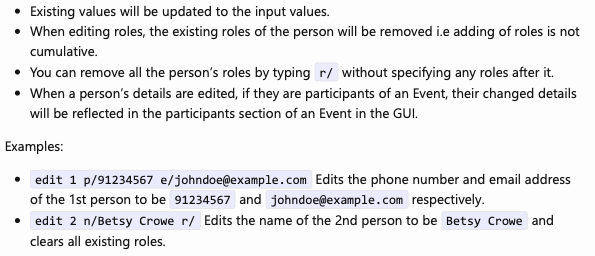 • Existing values will be updated to the input values.
• When editing roles, the existing roles of the person will be removed i.e adding of roles is not
cumulative.
• You can remove all the person's roles by typing r/ without specifying any roles after it.
• When a person's details are edited, if they are participants of an Event, their changed details
will be reflected in the participants section of an Event in the GUI.
Examples:
• edit 1 p/91234567 e/johndoe@example.com Edits the phone number and email address
of the 1st person to be 91234567 and johndoe@example.com respectively.
• edit 2 n/Betsy Crowe r/ Edits the name of the 2nd person to be Betsy Crowe and
clears all existing roles.